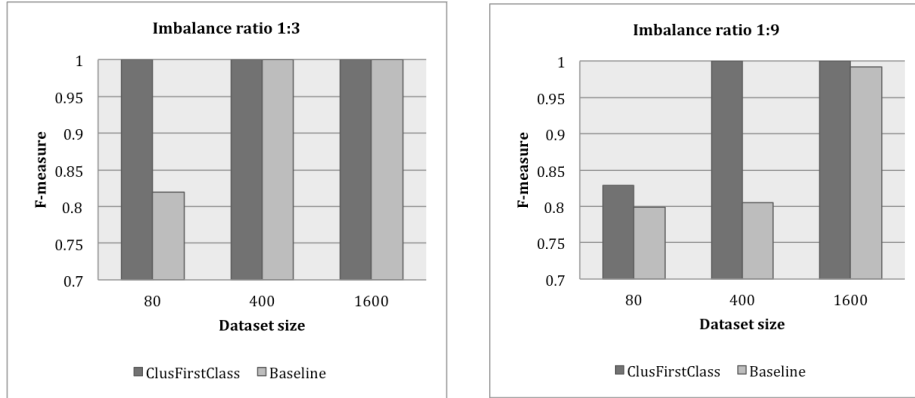 Imbalance ratio 1:3
1
0.95
0.9
0.85
0.8
0.75
0.7
F-measure
80 400 1600
Dataset size
ClusFirstClass Baseline
Imbalance ratio 1:9
1
0.95
0.9
0.85
0.8
0.75
0.7
F-measure
80 400 1600
Dataset size
ClusFirstClass Baseline